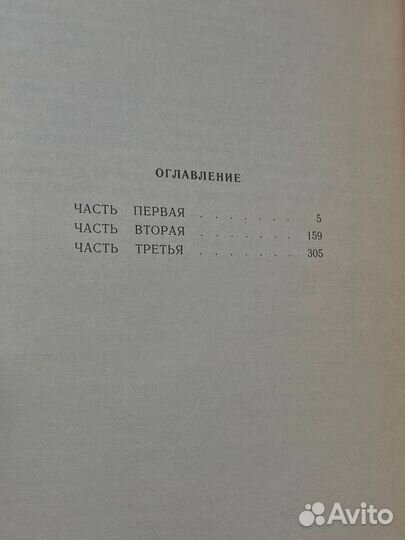 ОГЛАВЛЕНИЕ
ЧАСТЬ ПЕРВАЯ . . . . . . . 5
ЧАСТЬ ВТОРАЯ . . . . . . . 159
ЧАСТЬ ТРЕТЬЯ . . . . . . . 305
Avito